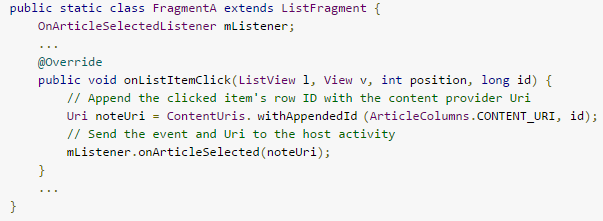 public static class FragmentA extends ListFragment {
    OnArticleSelectedListener mListener;
    ...
    @Override
    public void onListItemClick(ListView l, View v, int position, long id) {
        // Append the clicked item's row ID with the content provider Uri
        Uri noteUri = ContentUris. withAppendedId (ArticleColumns.CONTENT_URI, id);
        // Send the event and Uri to the host activity
        mListener.onArticleSelected(noteUri);
    }
    ...
}